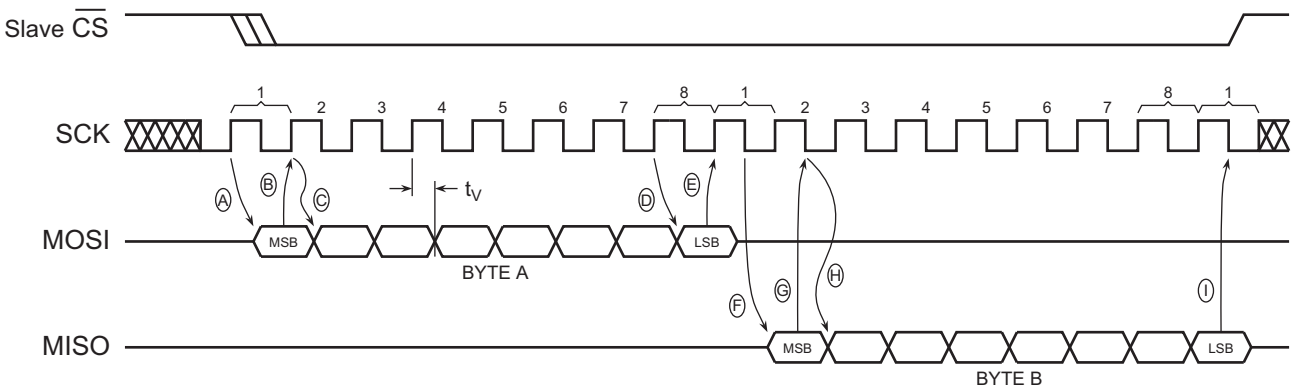 Slave CS
1 8 1 8 1
2 3 4 5 6 7 2 3 4 5 6 7
SCK
B E
A C tV D
MOSI MSB LSB
BYTE A
H
F G I
MISO MSB LSB
BYTE B